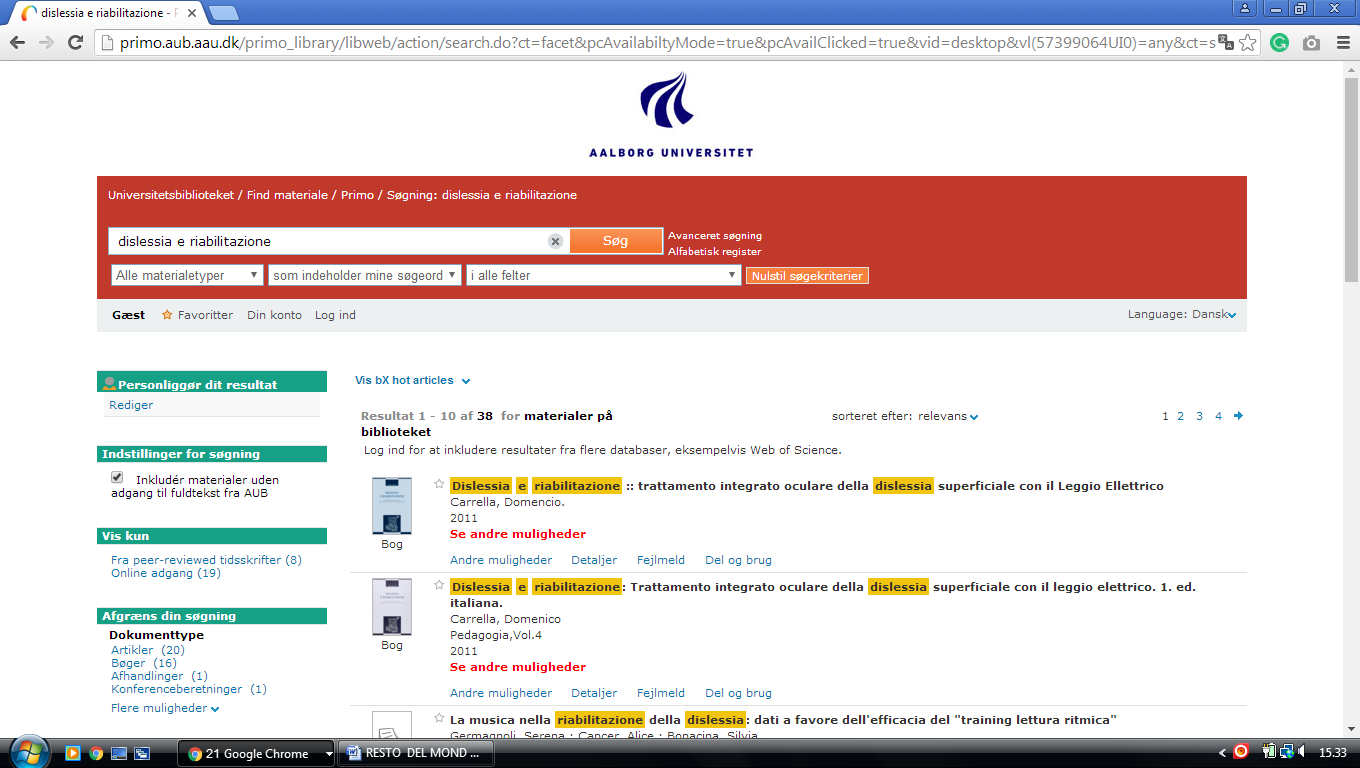 dislessia e riabilitazione - P
primo.aub.aau.dk/primo_library/libweb/action/search.do?ct=facet&pcAvailabiltyMode=true&pcAvailClicked=true&vid=desktop&vl(57399064UI0)=any&ct=s
AALBORG UNIVERSITET
Universitetsbiblioteket / Find materiale / Primo / Søgning: dislessia e riabilitazione
dislessia e riabilitazione
Søg
Avanceret søgning
Alfabetisk register
Alle materialetyper
som indeholder mine søgeord
i alle felter
Nulstil søgekriterier
Gæst Favoritter Din konto Log ind
Language: Dansk
Personliggør dit resultat
Rediger
Indstillinger for søgning
Inkludér materialer uden
adgang til fuldtekst fra AUB
Vis kun
Fra peer-reviewed tidsskrifter (8)
Online adgang (19)
Afgræns din søgning
Dokumenttype
Artikler (20)
Bøger (16)
Afhandlinger (1)
Konferenceberetninger (1)
Flere muligheder
Vis bX hot articles
Resultat 1 - 10 af 38 for materialer på
biblioteket
sorteret efter: relevans
1 2 3 4
Log ind for at inkludere resultater fra flere databaser, eksempelvis Web of Science.
Bog
Dislessia e riabilitazione :: trattamento integrato oculare della dislessia superficiale con il Leggio Ellettrico
Carrella, Domencio.
2011
Se andre muligheder
Andre muligheder Detaljer Fejlmeld Del og brug
Bog
Dislessia e riabilitazione: Trattamento integrato oculare della dislessia superficiale con il leggio elettrico. 1. ed.
italiana.
Carrella, Domenico
Pedagogia,Vol.4
2011
Se andre muligheder
Andre muligheder Detaljer Fejlmeld Del og brug
La musica nella riabilitazione della dislessia: dati a favore dell'efficacia del "training lettura ritmica"
Germagnoli, Serena ; Cancer, Alice ; Bonacina, Silvia
21 Google Chrome
RESTO DEL MOND ...
15.33